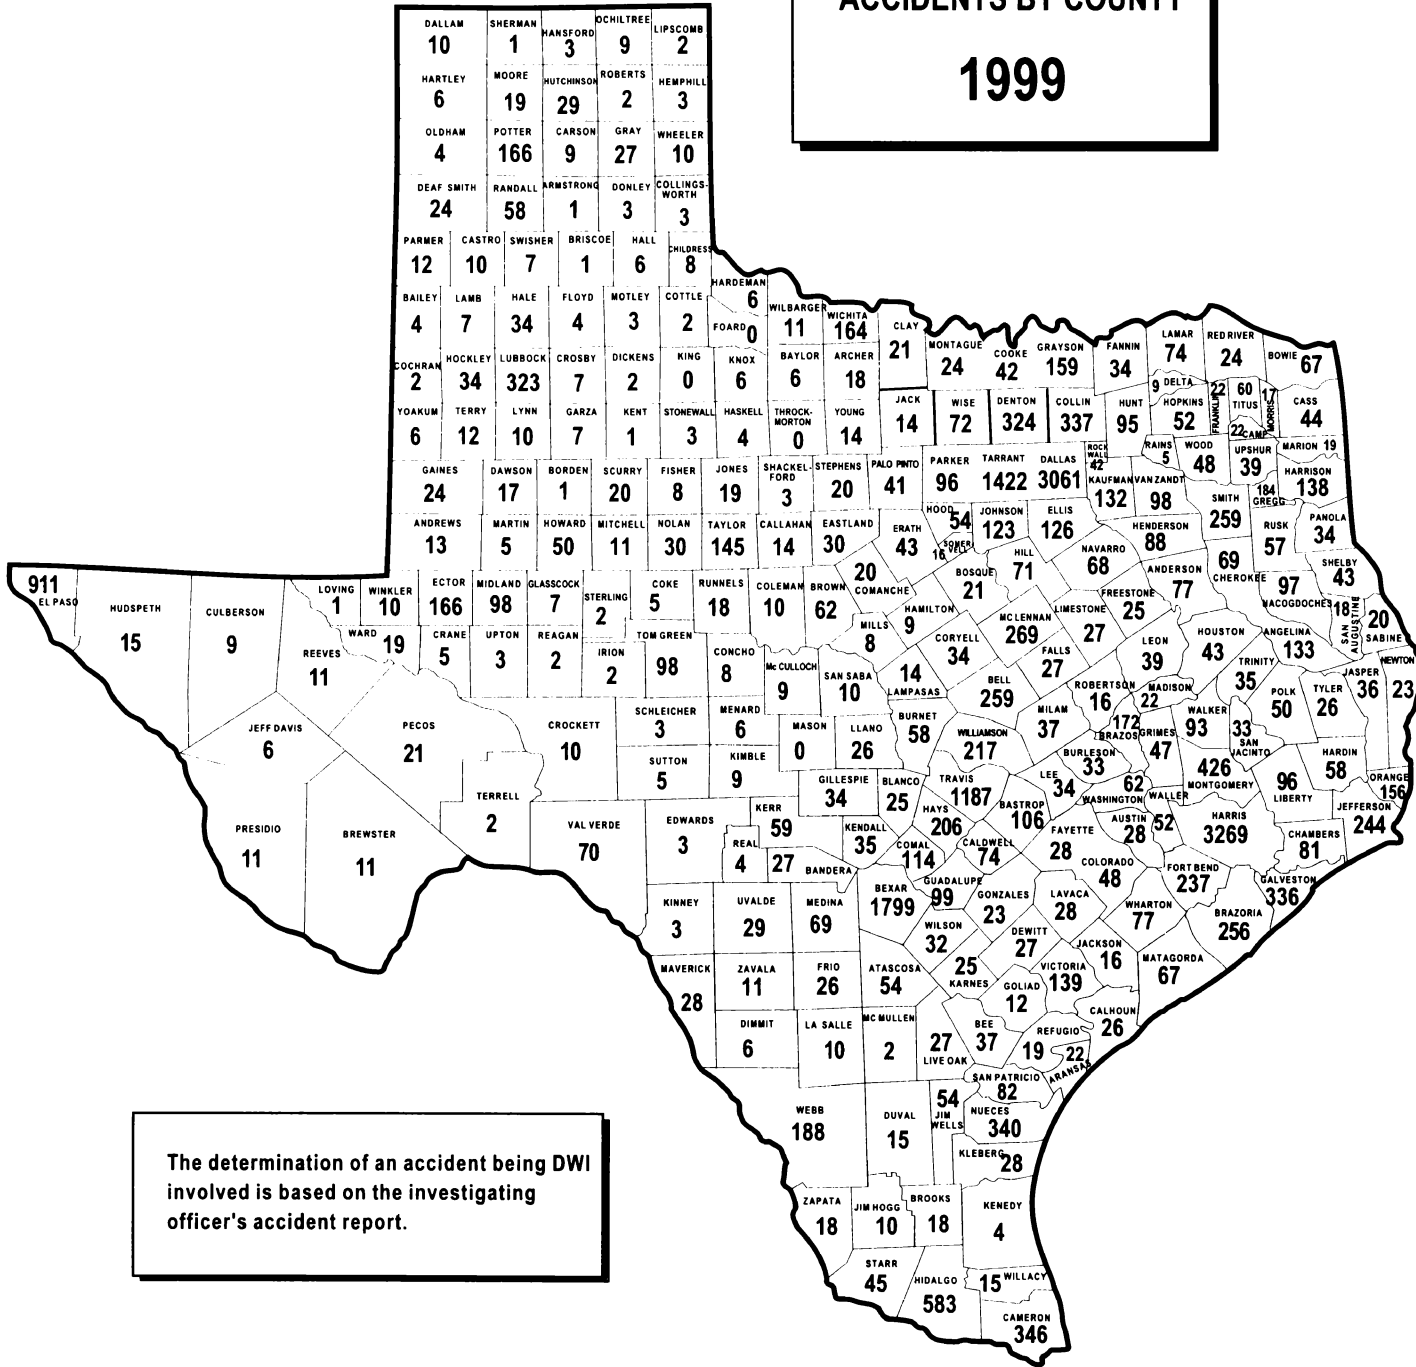 ACCIDENTS BY COUNTY
1999
DALLAM
10
SHERMAN
1
HANSFORD
3
OCHILTREE
9
LIPSCOMB
2
HARTLEY
6
MOORE
19
HUTCHINSON
29
ROBERTS
2
HEMPHILL
3
OLDHAM
4
POTTER
166
CARSON
9
GRAY
27
WHEELER
10
DEAF SMITH
24
RANDALL
58
ARMSTRONG
1
DONLEY
3
COLLINGS-
WORTH
3
PARMER
12
CASTRO
10
SWISHER
7
BRISCOE
1
HALL
6
CHILDRESS
8
HARDEMAN
6
BAILEY
4
LAMB
7
HALE
34
FLOYD
4
MOTLEY
3
COTTLE
2
FOARD 0
WILBARGER
11
WICHITA
164
CLAY
21
MONTAGUE
24
COOKE
42
GRAYSON
159
FANNIN
34
LAMAR
74
RED RIVER
24
BOWIE 67
COCHRAN
2
HOCKLEY
34
LUBBOCK
323
CROSBY
7
DICKENS
2
KING
0
KNOX
6
BAYLOR
6
ARCHER
18
9 DELTA
22
FRANKLIN
60
TITUS
17
MORRIS
CASS
44
YOAKUM
6
TERRY
12
LYNN
10
GARZA
7
KENT
1
STONEWALL
3
HASKELL
4
THROCK-
MORTON
0
YOUNG
14
JACK
14
WISE
72
DENTON
324
COLLIN
337
HUNT
95
HOPKINS
52
22 CAMP
MARION 19
ROCK
WALL
42
RAINS
5
WOOD
48
UPSHUR
39
HARRISON
138
GAINES
24
DAWSON
17
BORDEN
1
SCURRY
20
FISHER
8
JONES
19
SHACKEL-
FORD
3
STEPHENS
20
PALO PINTO
41
PARKER
96
TARRANT
1422
DALLAS
3061
KAUFMAN
132
VAN ZANDT
98
SMITH
259
184
GREGG
ANDREWS
13
MARTIN
5
HOWARD
50
MITCHELL
11
NOLAN
30
TAYLOR
145
CALLAHAN
14
EASTLAND
30
ERATH
43
HOOD
54
16
SOMER
VELL
JOHNSON
123
ELLIS
126
HENDERSON
88
RUSK
57
PANOLA
34
HILL
71
NAVARRO
68
ANDERSON
77
69
CHEROKEE
97
NACOGDOCHES
SHELBY
43
911
EL PASO
HUDSPETH
15
CULBERSON
9
LOVING
1
WINKLER
10
ECTOR
166
MIDLAND
98
GLASSCOCK
7
STERLING
2
COKE
5
RUNNELS
18
COLEMAN
10
BROWN
62
20
COMANCHE
BOSQUE
21
HAMILTON
9
MILLS
8
CORYELL
34
MC LENNAN
269
LIMESTONE
27
FREESTONE
25
FALLS
27
LEON
39
HOUSTON
43
ANGELINA
133
18
SAN
AUGUSTINE
20
SABINE
REEVES
11
WARD 19
CRANE
5
UPTON
3
REAGAN
2
IRION
2
TOM GREEN
98
CONCHO
8
Mc CULLOCH
9
SAN SABA
10
14
LAMPASAS
BELL
259
ROBERTSON
16
MADISON
22
TRINITY
35
POLK
50
TYLER
26
JASPER
36
NEWTON
23
JEFF DAVIS
6
PECOS
21
CROCKETT
10
SCHLEICHER
3
MENARD
6
MASON
0
LLANO
26
BURNET
58
WILLIAMSON
217
MILAM
37
172
BRAZOS
GRIMES
47
WALKER
93
33
SAN
JACINTO
SUTTON
5
KIMBLE
9
GILLESPIE
34
BLANCO
25
TRAVIS
1187
LEE
34
BURLESON
33
62
WASHINGTON
WALLER
52
426
MONTGOMERY
96
LIBERTY
HARDIN
58
ORANGE
156
JEFFERSON
244
TERRELL
2
PRESIDIO
11
BREWSTER
11
VAL VERDE
70
EDWARDS
3
KERR
59
REAL
4
27
BANDERA
KENDALL
35
HAYS
206
BASTROP
106
COMAL
114
CALDWELL
74
FAYETTE
28
AUSTIN
28
COLORADO
48
HARRIS
3269
CHAMBERS
81
FORT BEND
237
GALVESTON
336
KINNEY
3
UVALDE
29
MEDINA
69
BEXAR
1799
GUADALUPE
99
GONZALES
23
LAVACA
28
WHARTON
77
BRAZORIA
256
WILSON
32
DEWITT
27
JACKSON
16
MATAGORDA
67
MAVERICK
28
ZAVALA
11
FRIO
26
ATASCOSA
54
25
KARNES
GOLIAD
12
VICTORIA
139
CALHOUN
26
DIMMIT
6
LA SALLE
10
MC MULLEN
2
27
LIVE OAK
BEE
37
REFUGIO
19
22
ARANSAS
SAN PATRICIO
82
WEBB
188
DUVAL
15
54
JIM
WELLS
NUECES
340
KLEBERG 28
The determination of an accident being DWI
involved is based on the investigating
officer's accident report.
ZAPATA
18
JIM HOGG
10
BROOKS
18
KENEDY
4
STARR
45
HIDALGO
583
15 WILLACY
CAMERON
346